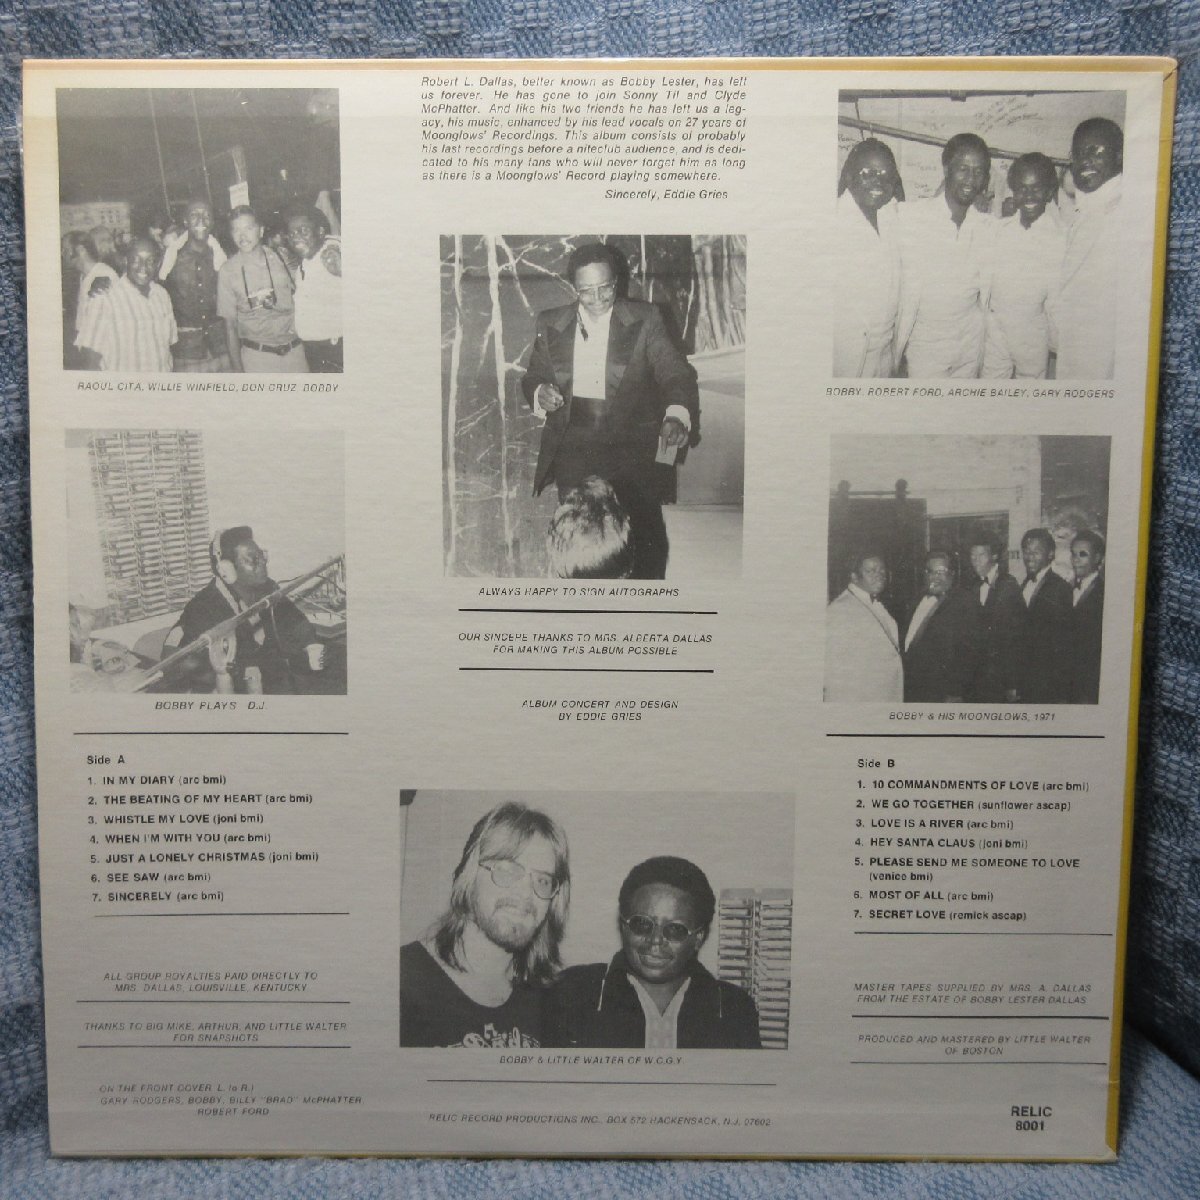 Robert L. Dallas, better known as Bobby Lester, has left
us forever. He has gone to join Sonny Til and Clyde
McPhatter. And like his two friends he has left us a leg-
acy, his music, enhanced by his lead vocals on 27 years of
Moonglows' Recordings. This album consists of probably
his last recordings before a niteclub audience, and is dedi-
cated to his many fans who will never forget him as long
as there is a Moonglows' Record playing somewhere.
Sincerely, Eddie Gries
RAOUL CITA, WILLIE WINFIELD, DON CRUZ, BOBBY
BOBBY, ROBERT FORD, ARCHIE BAILEY, GARY RODGERS
ALWAYS HAPPY TO SIGN AUTOGRAPHS
OUR SINCERE THANKS TO MRS. ALBERTA DALLAS
FOR MAKING THIS ALBUM POSSIBLE
ALBUM CONCERT AND DESIGN
BY EDDIE GRIES
BOBBY PLAYS D.J.
BOBBY & HIS MOONGLOWS, 1971
Side A
1. IN MY DIARY (arc bmi)
2. THE BEATING OF MY HEART (arc bmi)
3. WHISTLE MY LOVE (joni bmi)
4. WHEN I'M WITH YOU (arc bmi)
5. JUST A LONELY CHRISTMAS (joni bmi)
6. SEE SAW (arc bmi)
7. SINCERELY (arc bmi)
Side B
1. 10 COMMANDMENTS OF LOVE (arc bmi)
2. WE GO TOGETHER (sunflower ascap)
3. LOVE IS A RIVER (arc bmi)
4. HEY SANTA CLAUS (joni bmi)
5. PLEASE SEND ME SOMEONE TO LOVE
(venice bmi)
6. MOST OF ALL (arc bmi)
7. SECRET LOVE (remick ascap)
ALL GROUP ROYALTIES PAID DIRECTLY TO
MRS. DALLAS, LOUISVILLE, KENTUCKY
THANKS TO BIG MIKE, ARTHUR, AND LITTLE WALTER
FOR SNAPSHOTS
ON THE FRONT COVER L. to R.)
GARY RODGERS, BOBBY, BILLY "BRAD" McPHATTER
ROBERT FORD
BOBBY & LITTLE WALTER OF W.C.G.Y.
MASTER TAPES SUPPLIED BY MRS. A. DALLAS
FROM THE ESTATE OF BOBBY LESTER DALLAS
PRODUCED AND MASTERED BY LITTLE WALTER
OF BOSTON
RELIC RECORD PRODUCTIONS INC. BOX 572 HACKENSACK, N.J. 07602
RELIC
8001